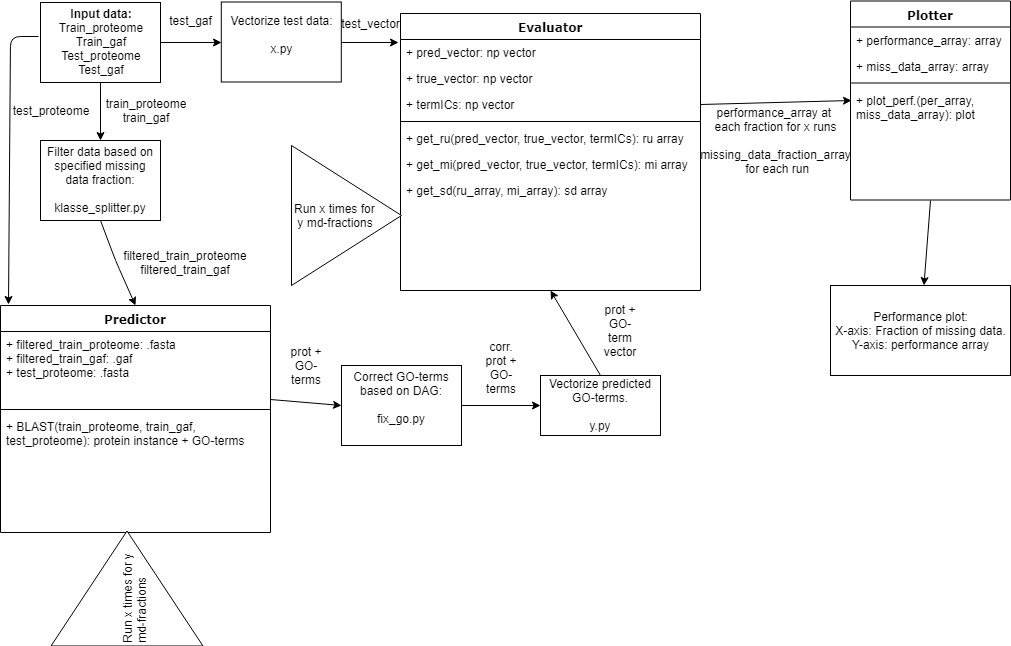 Input data:
Train_proteome
Train_gaf
Test_proteome
Test_gaf
test_gaf
Vectorize test data:
x.py
test_vector
Evaluator
+ pred_vector: np vector
+ true_vector: np vector
+ termICs: np vector
+ get_ru(pred_vector, true_vector, termICs): ru array
+ get_mi(pred_vector, true_vector, termICs): mi array
+ get_sd(ru_array, mi_array): sd array
Plotter
+ performance_array: array
+ miss_data_array: array
+ plot_perf.(per_array,
miss_data_array): plot
performance_array at
each fraction for x runs
missing_data_fraction_array
for each run
test_proteome
train_proteome
train_gaf
Filter data based on
specified missing
data fraction:
klasse_splitter.py
Run x times for
y md-fractions
filtered_train_proteome
filtered_train_gaf
Predictor
+ filtered_train_proteome: .fasta
+ filtered_train_gaf: .gaf
+ test_proteome: .fasta
+ BLAST(train_proteome, train_gaf,
test_proteome): protein instance + GO-terms
prot +
GO-
terms
Correct GO-terms
based on DAG:
fix_go.py
corr.
prot +
GO-
terms
Vectorize predicted
GO-terms.
y.py
prot +
GO-
term
vector
Performance plot:
X-axis: Fraction of missing data.
Y-axis: performance array
Run x times for y
md-fractions